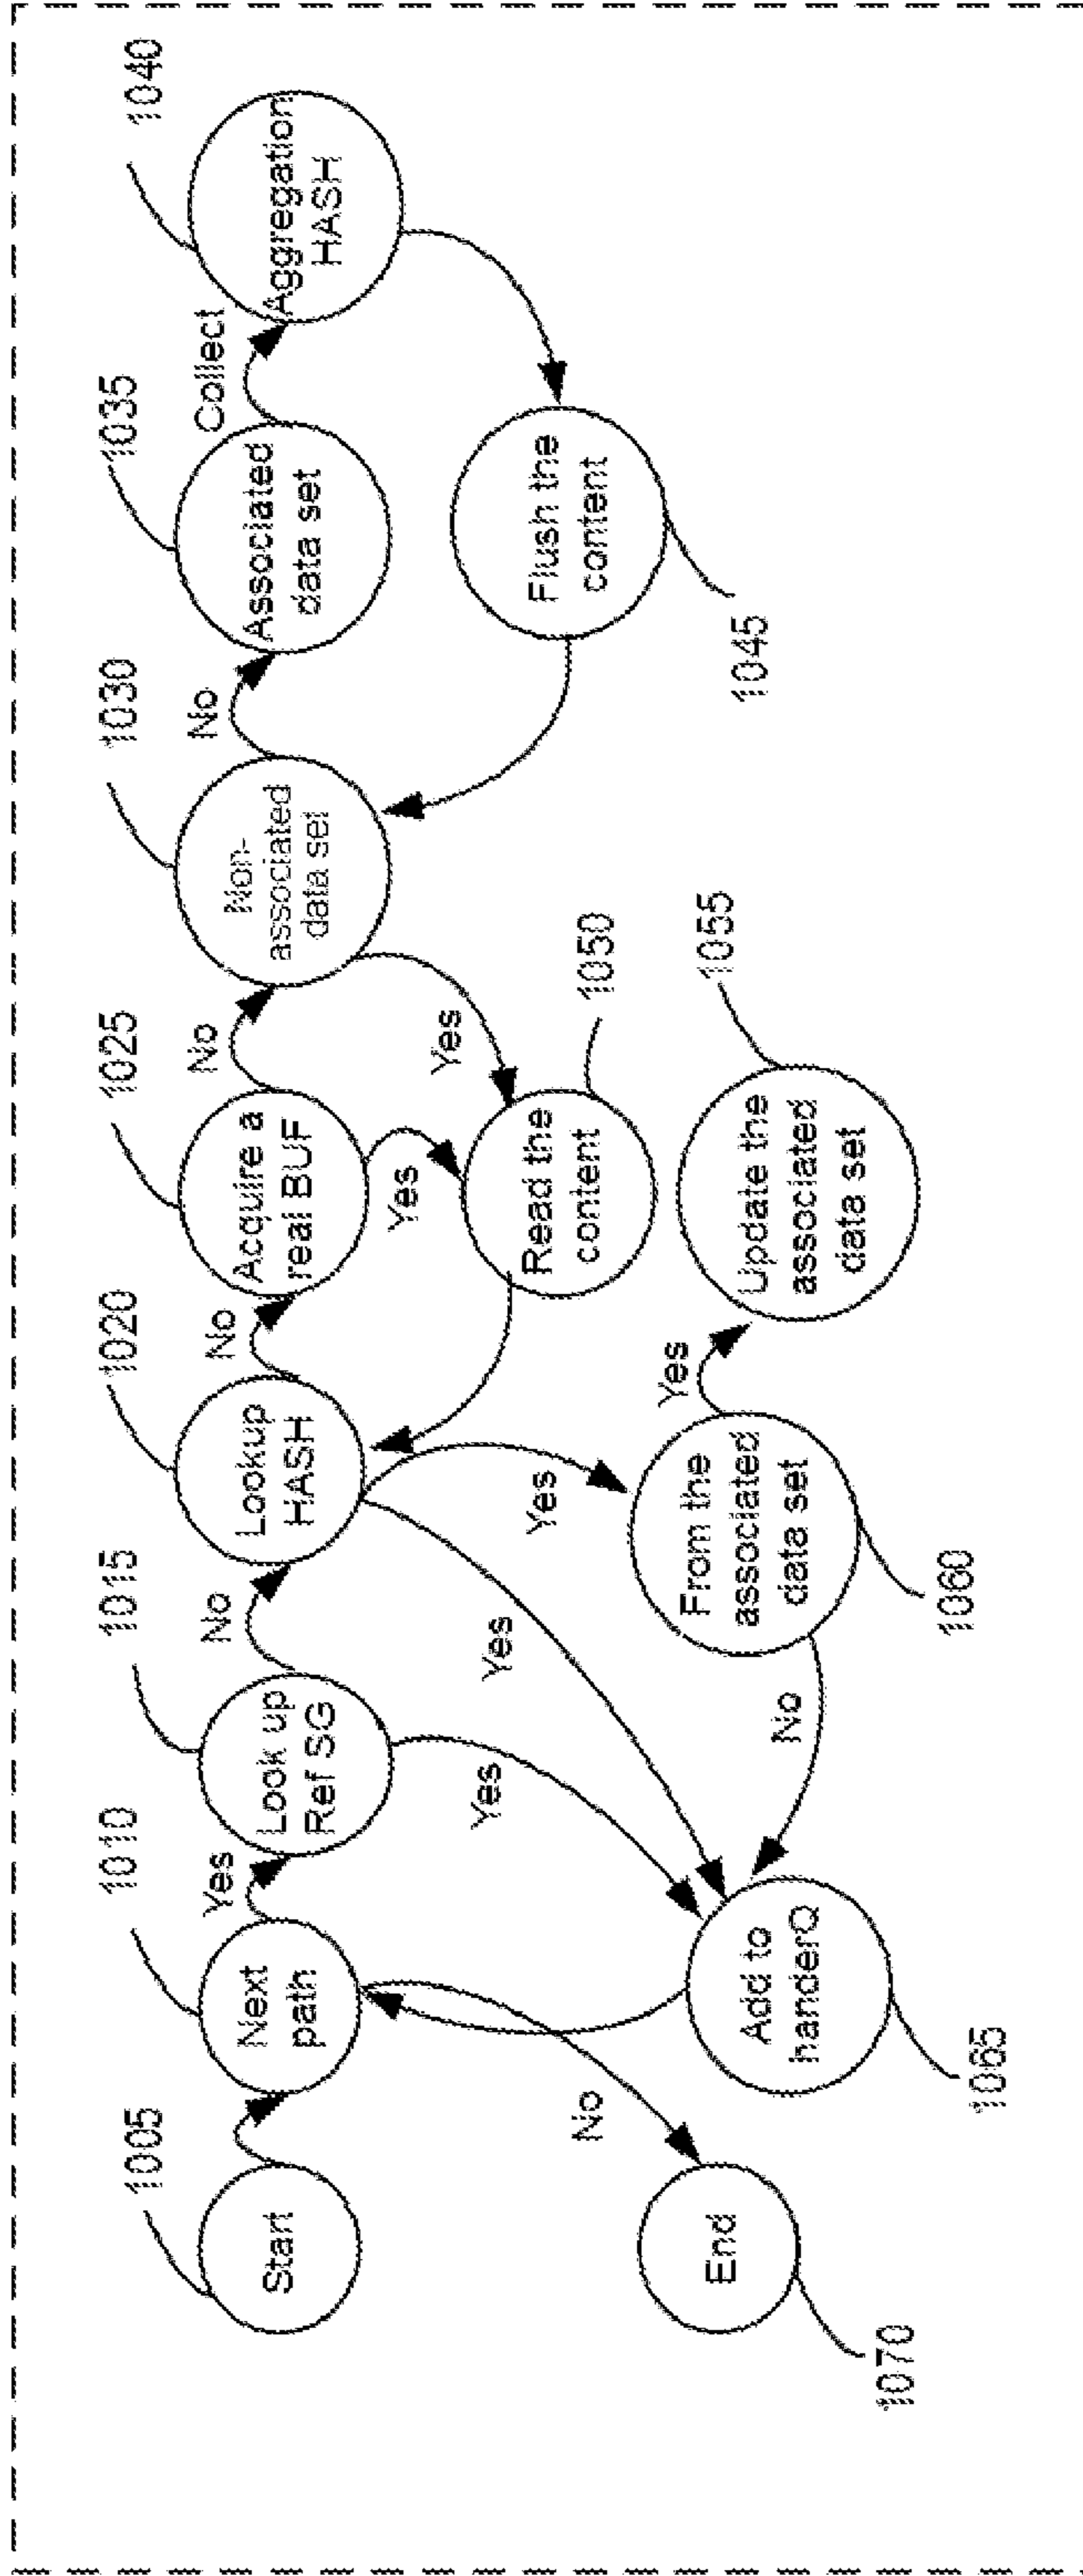 1005
1010
1015
1020
1025
1030
1035
1040
Start
Next
path
Yes
Look up
Ref SG
No
Lookup
HASH
No
Acquire a
real BUF
No
Non-
associated
data set
No
Associated
data set
Collect
Aggregation
HASH
Yes
Yes
Yes
Yes
Yes
Read the
content
1050
Flush the
content
1045
No
End
1070
Add to
handerQ
1065
No
From the
associated
data set
1060
Yes
Update the
associated
data set
1055